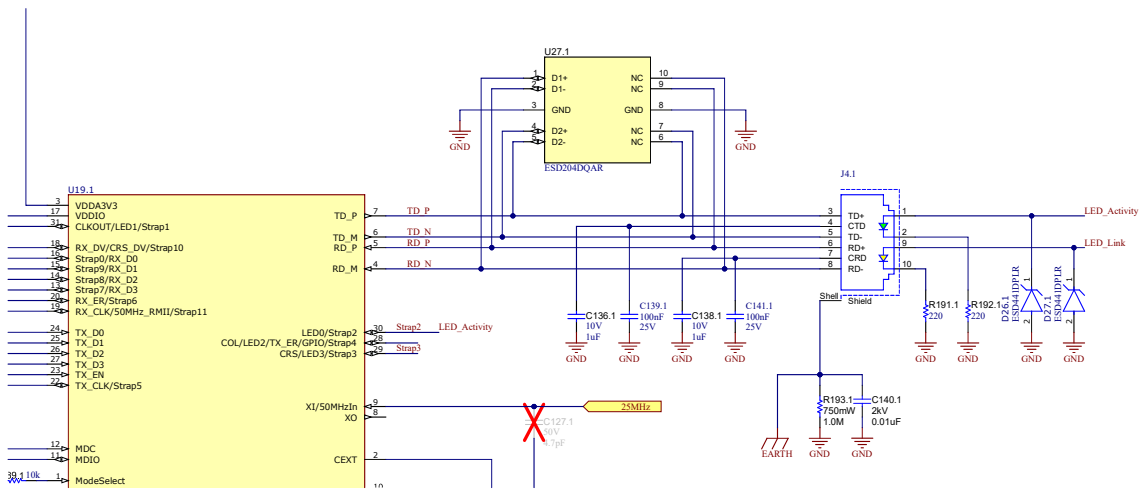 U27.1
1 D1+ NC 10
2 D1- NC 9
3 GND GND 8
4 D2+ NC 7
5 D2- NC 6
GND
GND
ESD204DQAR
U19.1
3 VDDA3V3
17 VDDIO
31 CLKOUT/LED1/Strap1
18 RX_DV/CRS_DV/Strap10
16 Strap0/RX_D0
15 Strap9/RX_D1
14 Strap8/RX_D2
13 Strap7/RX_D3
20 RX_ER/Strap6
19 RX_CLK/50MHz_RMII/Strap11
24 TX_D0
25 TX_D1
26 TX_D2
27 TX_D3
23 TX_EN
22 TX_CLK/Strap5
12 MDC
11 MDIO
39.1 10k
1 ModeSelect
TD_P 7 TD_P
TD_M 6 TD_N
RD_P 5 RD_P
RD_M 4 RD_N
LED0/Strap2 30 Strap2 LED_Activity
COL/LED2/TX_ER/GPIO/Strap4 28
CRS/LED3/Strap3 29 Strap3
XI/50MHzIn 9 25MHz
XO 8
CEXT 2
10
C127.1
50V
4.7pF
C136.1
10V
1uF
GND
C139.1
100nF
25V
GND
C138.1
10V
1uF
GND
C141.1
100nF
25V
GND
J4.1
3 TD+ 1
4 CTD
5 TD- 2
6 RD+ 9
7 CRD
8 RD- 10
Shell Shield
LED_Activity
LED_Link
R191.1
220
GND
R192.1
220
GND
D26.1
ESD441DPLR
1
2
GND
D27.1
ESD441DPLR
1
2
GND
R193.1
750mW
1.0M
C140.1
2kV
0.01uF
EARTH
GND
GND